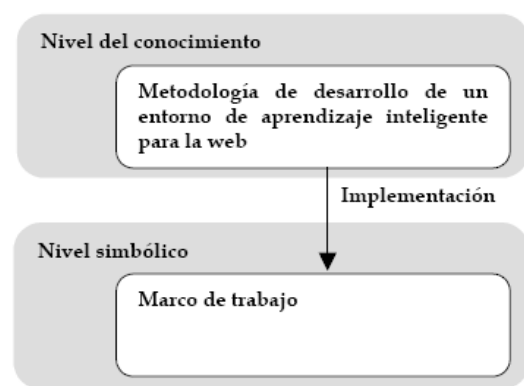 Nivel del conocimiento
Metodología de desarrollo de un
entorno de aprendizaje inteligente
para la web
Implementación
Nivel simbólico
Marco de trabajo